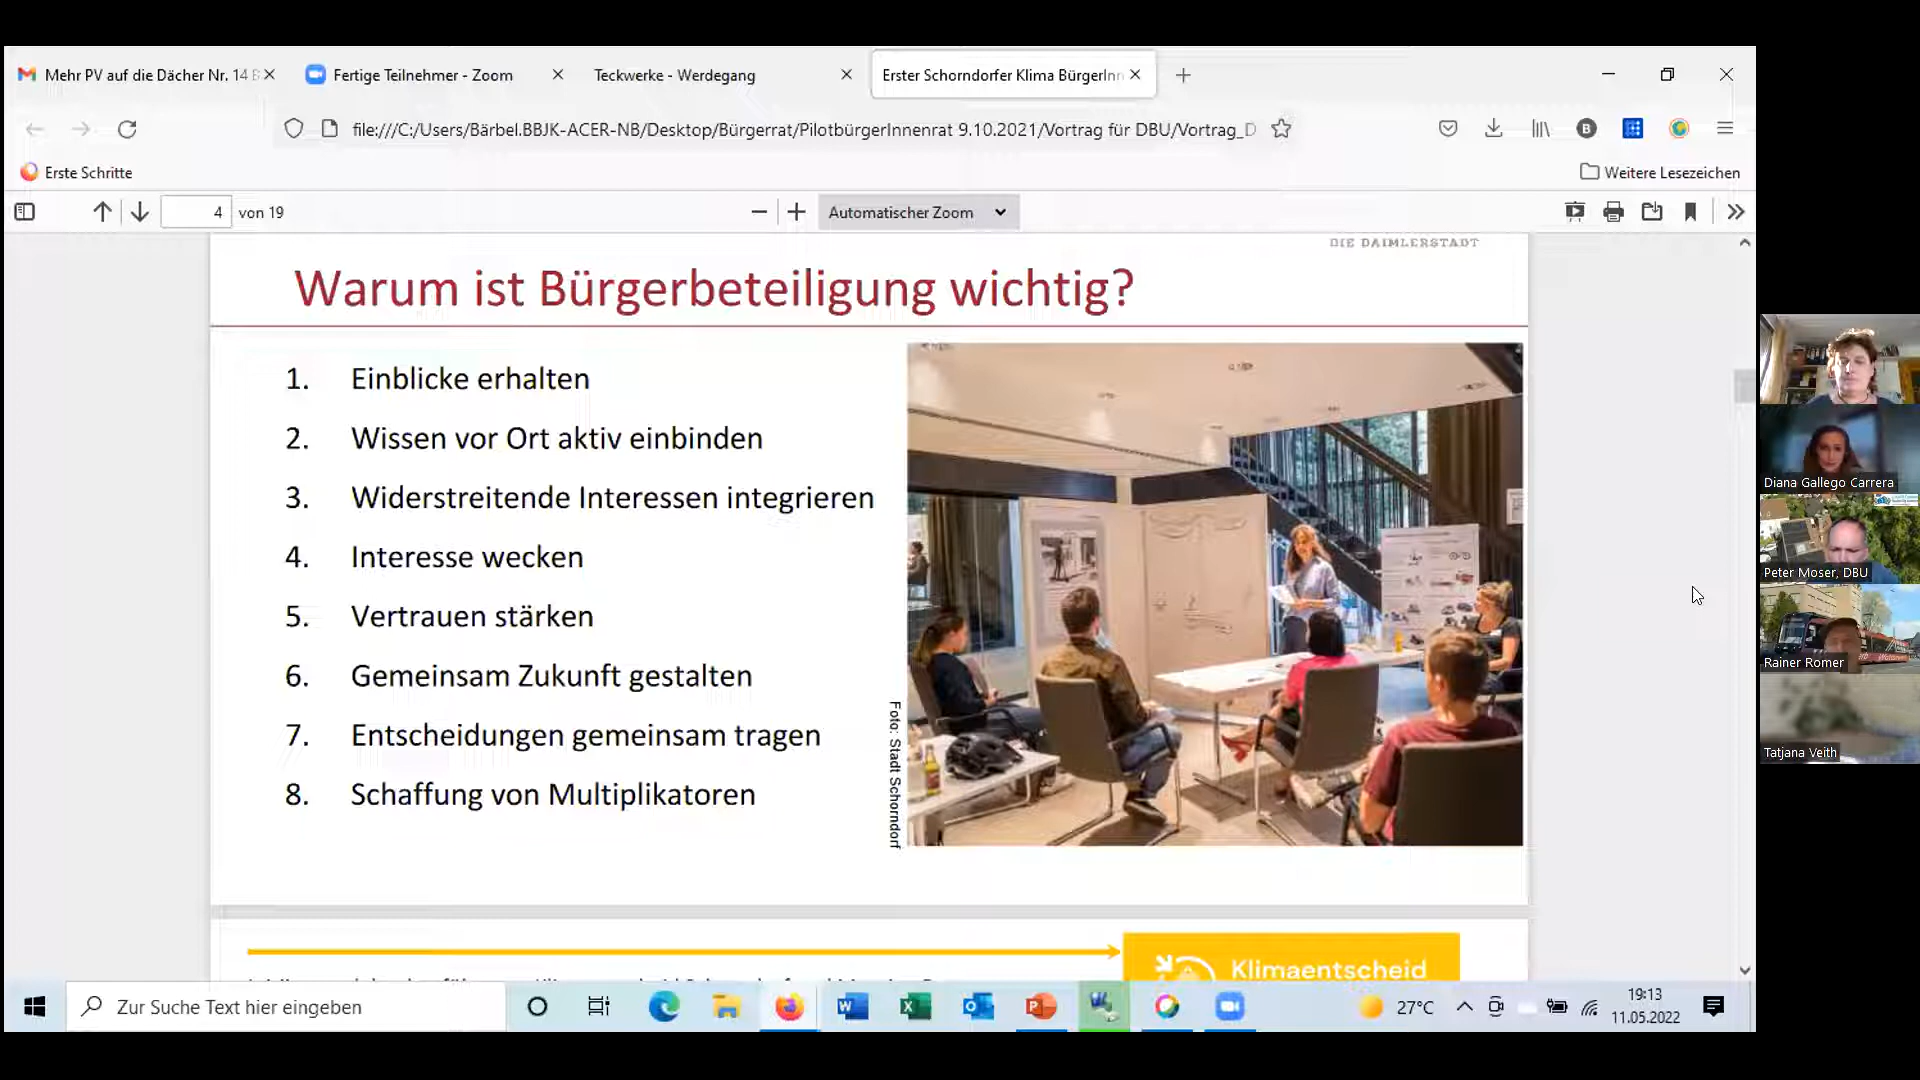 Mehr PV auf die Dächer Nr. 14
Fertige Teilnehmer - Zoom
Teckwerke - Werdegang
Erster Schorndorfer Klima BürgerInn
file:///C:/Users/Bärbel.BBJK-ACER-NB/Desktop/Bürgerrat/PilotbürgerInnenrat 9.10.2021/Vortrag für DBU/Vortrag_D
Erste Schritte
Weitere Lesezeichen
4 von 19
Automatischer Zoom
DIE DAIMLERSTADT
Warum ist Bürgerbeteiligung wichtig?
1. Einblicke erhalten
2. Wissen vor Ort aktiv einbinden
3. Widerstreitende Interessen integrieren
4. Interesse wecken
5. Vertrauen stärken
6. Gemeinsam Zukunft gestalten
7. Entscheidungen gemeinsam tragen
8. Schaffung von Multiplikatoren
Foto: Stadt Schorndorf
Klimaentscheid
Diana Gallego Carrera
Peter Moser, DBU
Rainer Romer
Tatjana Veith
Zur Suche Text hier eingeben
27°C
19:13
11.05.2022